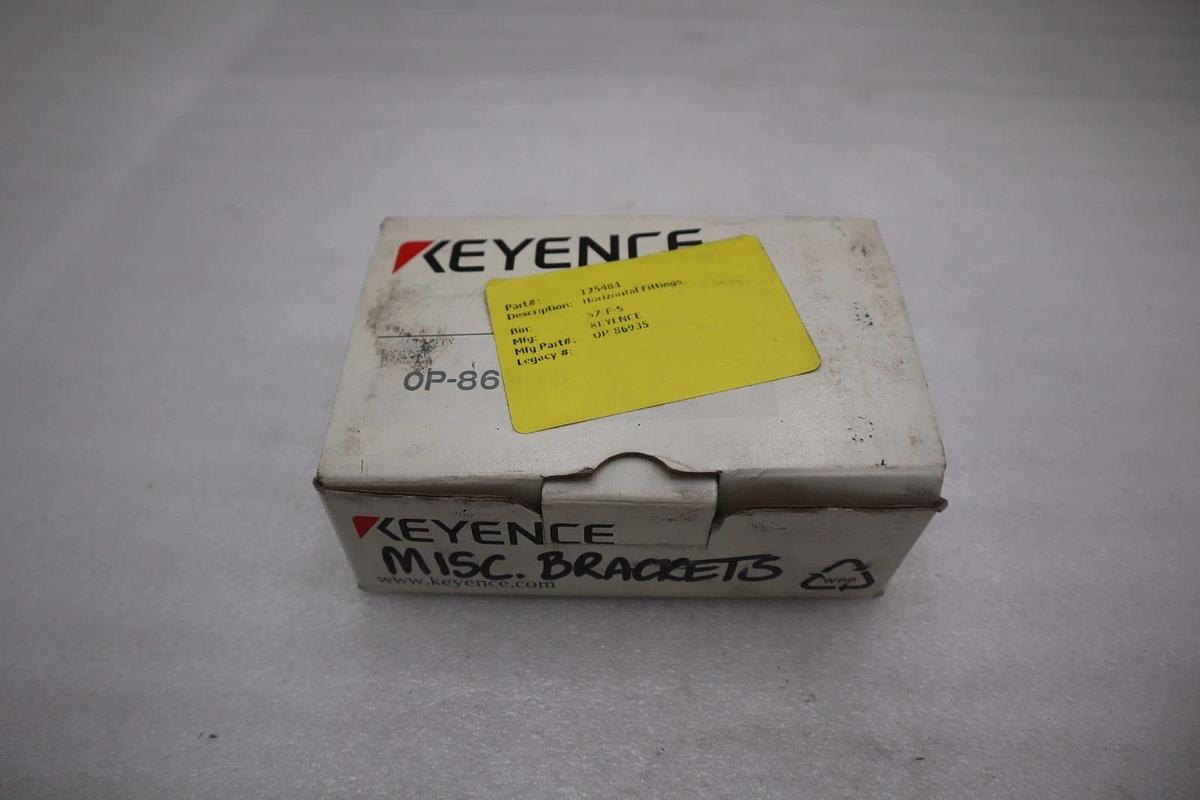 KEYENCE
Part#: 125484
Description: Horizontal Fittings
Bin: 57-F-5
Mfg: KEYENCE
Mfg Part#: OP-86935
Legacy #:
OP-86
KEYENCE
MISC. BRACKETS
www.keyence.com
WPP